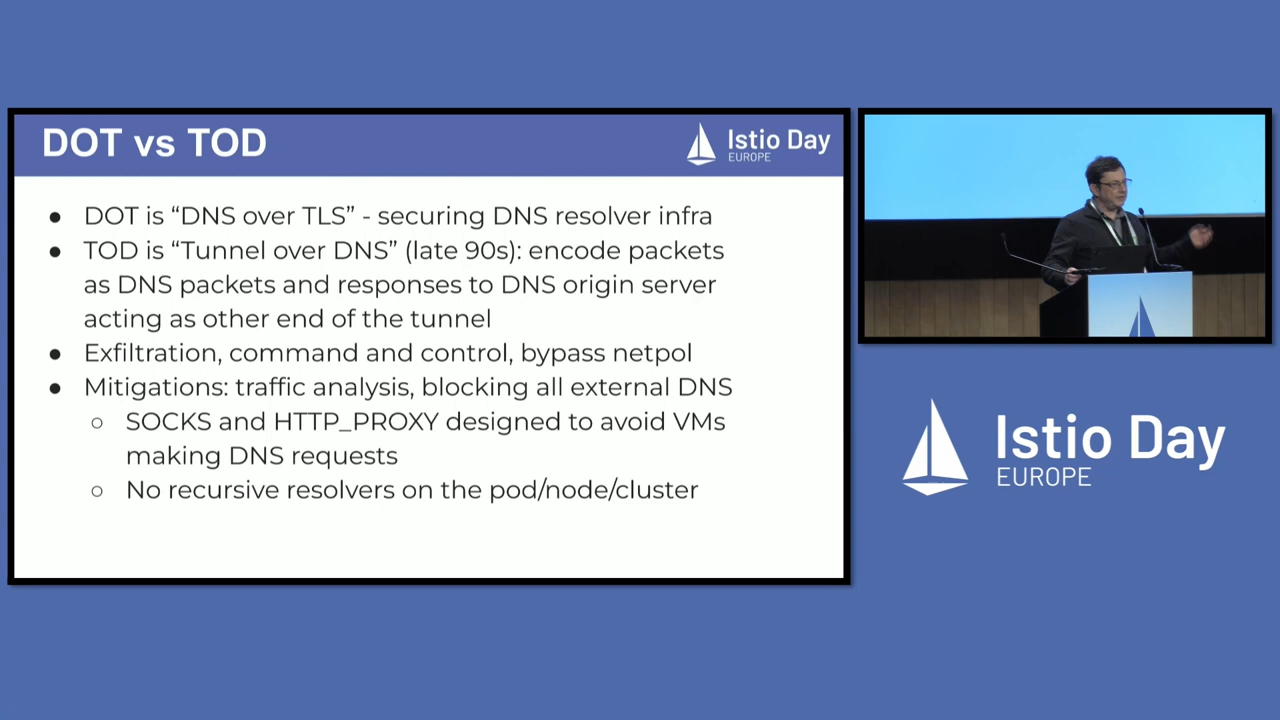 DOT vs TOD
Istio Day
EUROPE
● DOT is “DNS over TLS” - securing DNS resolver infra
● TOD is “Tunnel over DNS” (late 90s): encode packets
as DNS packets and responses to DNS origin server
acting as other end of the tunnel
● Exfiltration, command and control, bypass netpol
● Mitigations: traffic analysis, blocking all external DNS
○ SOCKS and HTTP_PROXY designed to avoid VMs
making DNS requests
○ No recursive resolvers on the pod/node/cluster
Istio Day
EUROPE